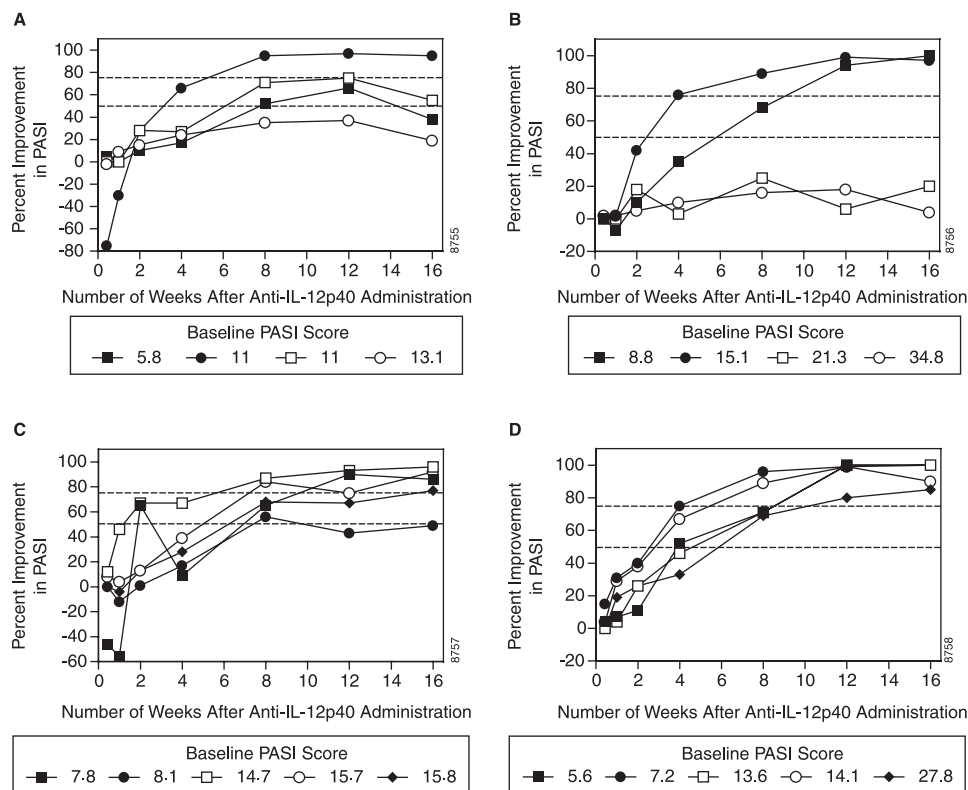 A
Percent Improvement
in PASI
100
80
60
40
20
0
-20
-40
-60
-80
0 2 4 6 8 10 12 14 16
8755
Number of Weeks After Anti-IL-12p40 Administration
Baseline PASI Score
5.8 11 11 13.1
B
Percent Improvement
in PASI
100
80
60
40
20
0
-20
0 2 4 6 8 10 12 14 16
8756
Number of Weeks After Anti-IL-12p40 Administration
Baseline PASI Score
8.8 15.1 21.3 34.8
C
Percent Improvement
in PASI
100
80
60
40
20
0
-20
-40
-60
0 2 4 6 8 10 12 14 16
8757
Number of Weeks After Anti-IL-12p40 Administration
Baseline PASI Score
7·8 8·1 14·7 15·7 15·8
D
Percent Improvement
in PASI
100
80
60
40
20
0
-20
0 2 4 6 8 10 12 14 16
8758
Number of Weeks After Anti-IL-12p40 Administration
Baseline PASI Score
5.6 7.2 13.6 14.1 27.8